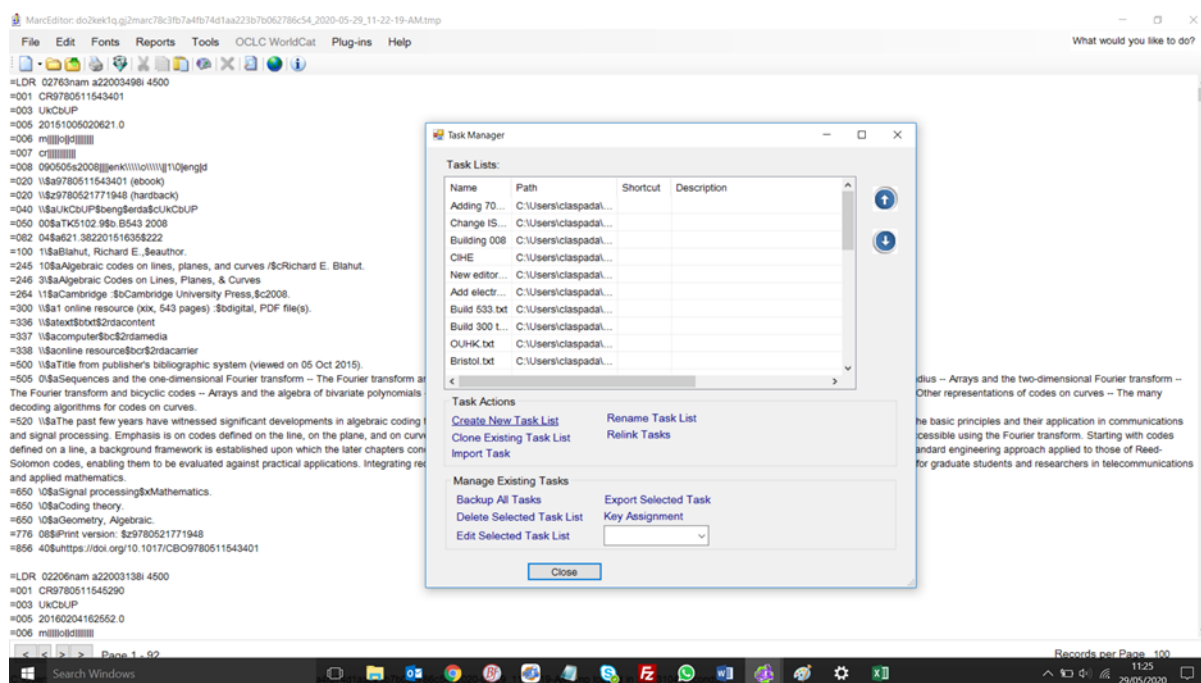 MarcEditor: do2kek1q.gj2marc78c3fb7a4fb74d1aa223b7b062786c54_2020-05-29_11-22-19-AM.tmp
File Edit Fonts Reports Tools OCLC WorldCat Plug-ins Help What would you like to do?
=LDR 02763nam a22003498i 4500
=001 CR9780511543401
=003 UkCbUP
=005 20151005020621.0
=006 m|||||o||d||||||||
=007 cr||||||||||||
=008 090505s2008||||enk\\\\\o\\\\\||1\0|eng|d
=020 \\$a9780511543401 (ebook)
=020 \\$z9780521771948 (hardback)
=040 \\$aUkCbUP$beng$erda$cUkCbUP
=050 00$aTK5102.9$b.B543 2008
=082 04$a621.38220151635$222
=100 1\$aBlahut, Richard E.,$eauthor.
=245 10$aAlgebraic codes on lines, planes, and curves /$cRichard E. Blahut.
=246 3\$aAlgebraic Codes on Lines, Planes, & Curves
=264 \1$aCambridge :$bCambridge University Press,$c2008.
=300 \\$a1 online resource (xix, 543 pages) :$bdigital, PDF file(s).
=336 \\$atext$btxt$2rdacontent
=337 \\$acomputer$bc$2rdamedia
=338 \\$aonline resource$bcr$2rdacarrier
=500 \\$aTitle from publisher's bibliographic system (viewed on 05 Oct 2015).
=505 0\$aSequences and the one-dimensional Fourier transform -- The Fourier transform ar dius -- Arrays and the two-dimensional Fourier transform --
The Fourier transform and bicyclic codes -- Arrays and the algebra of bivariate polynomials - Other representations of codes on curves -- The many
decoding algorithms for codes on curves.
=520 \\$aThe past few years have witnessed significant developments in algebraic coding t he basic principles and their application in communications
and signal processing. Emphasis is on codes defined on the line, on the plane, and on curve cessible using the Fourier transform. Starting with codes
defined on a line, a background framework is established upon which the later chapters con andard engineering approach applied to those of Reed-
Solomon codes, enabling them to be evaluated against practical applications. Integrating rec for graduate students and researchers in telecommunications
and applied mathematics.
=650 \0$aSignal processing$xMathematics.
=650 \0$aCoding theory.
=650 \0$aGeometry, Algebraic.
=776 08$iPrint version: $z9780521771948
=856 40$uhttps://doi.org/10.1017/CBO9780511543401
=LDR 02206nam a22003138i 4500
=001 CR9780511545290
=003 UkCbUP
=005 20160204162552.0
=006 m|||||o||d||||||||
Page 1 - 92 Records per Page 100
Task Manager
Task Lists:
Name Path Shortcut Description
Adding 70... C:\Users\claspada\...
Change IS... C:\Users\claspada\...
Building 008 C:\Users\claspada\...
CIHE C:\Users\claspada\...
New editor... C:\Users\claspada\...
Add electr... C:\Users\claspada\...
Build 533.txt C:\Users\claspada\...
Build 300 t... C:\Users\claspada\...
OUHK.txt C:\Users\claspada\...
Bristol.txt C:\Users\claspada\...
Task Actions
Create New Task List Rename Task List
Clone Existing Task List Relink Tasks
Import Task
Manage Existing Tasks
Backup All Tasks Export Selected Task
Delete Selected Task List Key Assignment
Edit Selected Task List
Close
Search Windows
11:25
29/05/2020